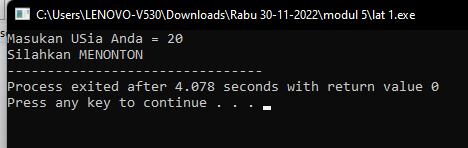 C:\Users\LENOVO-V530\Downloads\Rabu 30-11-2022\modul 5\lat 1.exe
Masukan USia Anda = 20
Silahkan MENONTON
--------------------------------
Process exited after 4.078 seconds with return value 0
Press any key to continue . . .